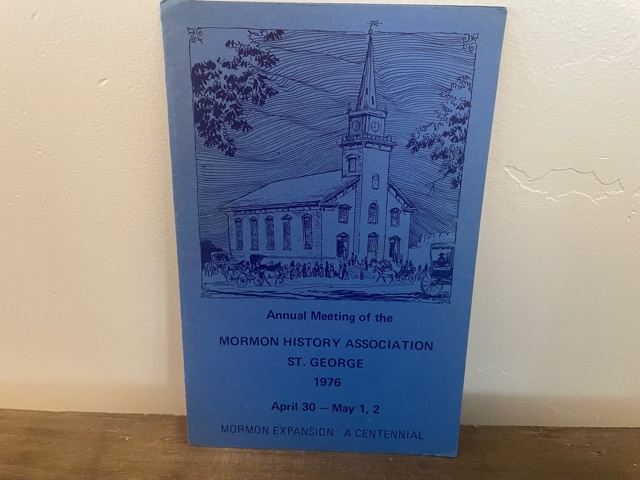 Annual Meeting of the
MORMON HISTORY ASSOCIATION
ST. GEORGE
1976
April 30 — May 1, 2
MORMON EXPANSION: A CENTENNIAL